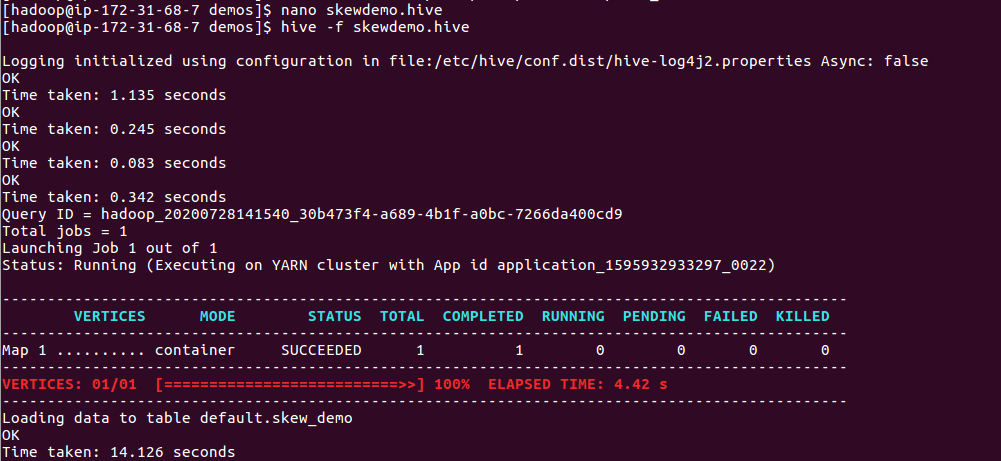 [hadoop@ip-172-31-68-7 demos]$ nano skewdemo.hive
[hadoop@ip-172-31-68-7 demos]$ hive -f skewdemo.hive
Logging initialized using configuration in file:/etc/hive/conf.dist/hive-log4j2.properties Async: false
OK
Time taken: 1.135 seconds
OK
Time taken: 0.245 seconds
OK
Time taken: 0.083 seconds
OK
Time taken: 0.342 seconds
Query ID = hadoop_20200728141540_30b473f4-a689-4b1f-a0bc-7266da400cd9
Total jobs = 1
Launching Job 1 out of 1
Status: Running (Executing on YARN cluster with App id application_1595932933297_0022)
----------------------------------------------------------------------------------------------
VERTICES MODE STATUS TOTAL COMPLETED RUNNING PENDING FAILED KILLED
----------------------------------------------------------------------------------------------
Map 1 .......... container SUCCEEDED 1 1 0 0 0 0
----------------------------------------------------------------------------------------------
VERTICES: 01/01 [==========================>>] 100% ELAPSED TIME: 4.42 s
----------------------------------------------------------------------------------------------
Loading data to table default.skew_demo
OK
Time taken: 14.126 seconds